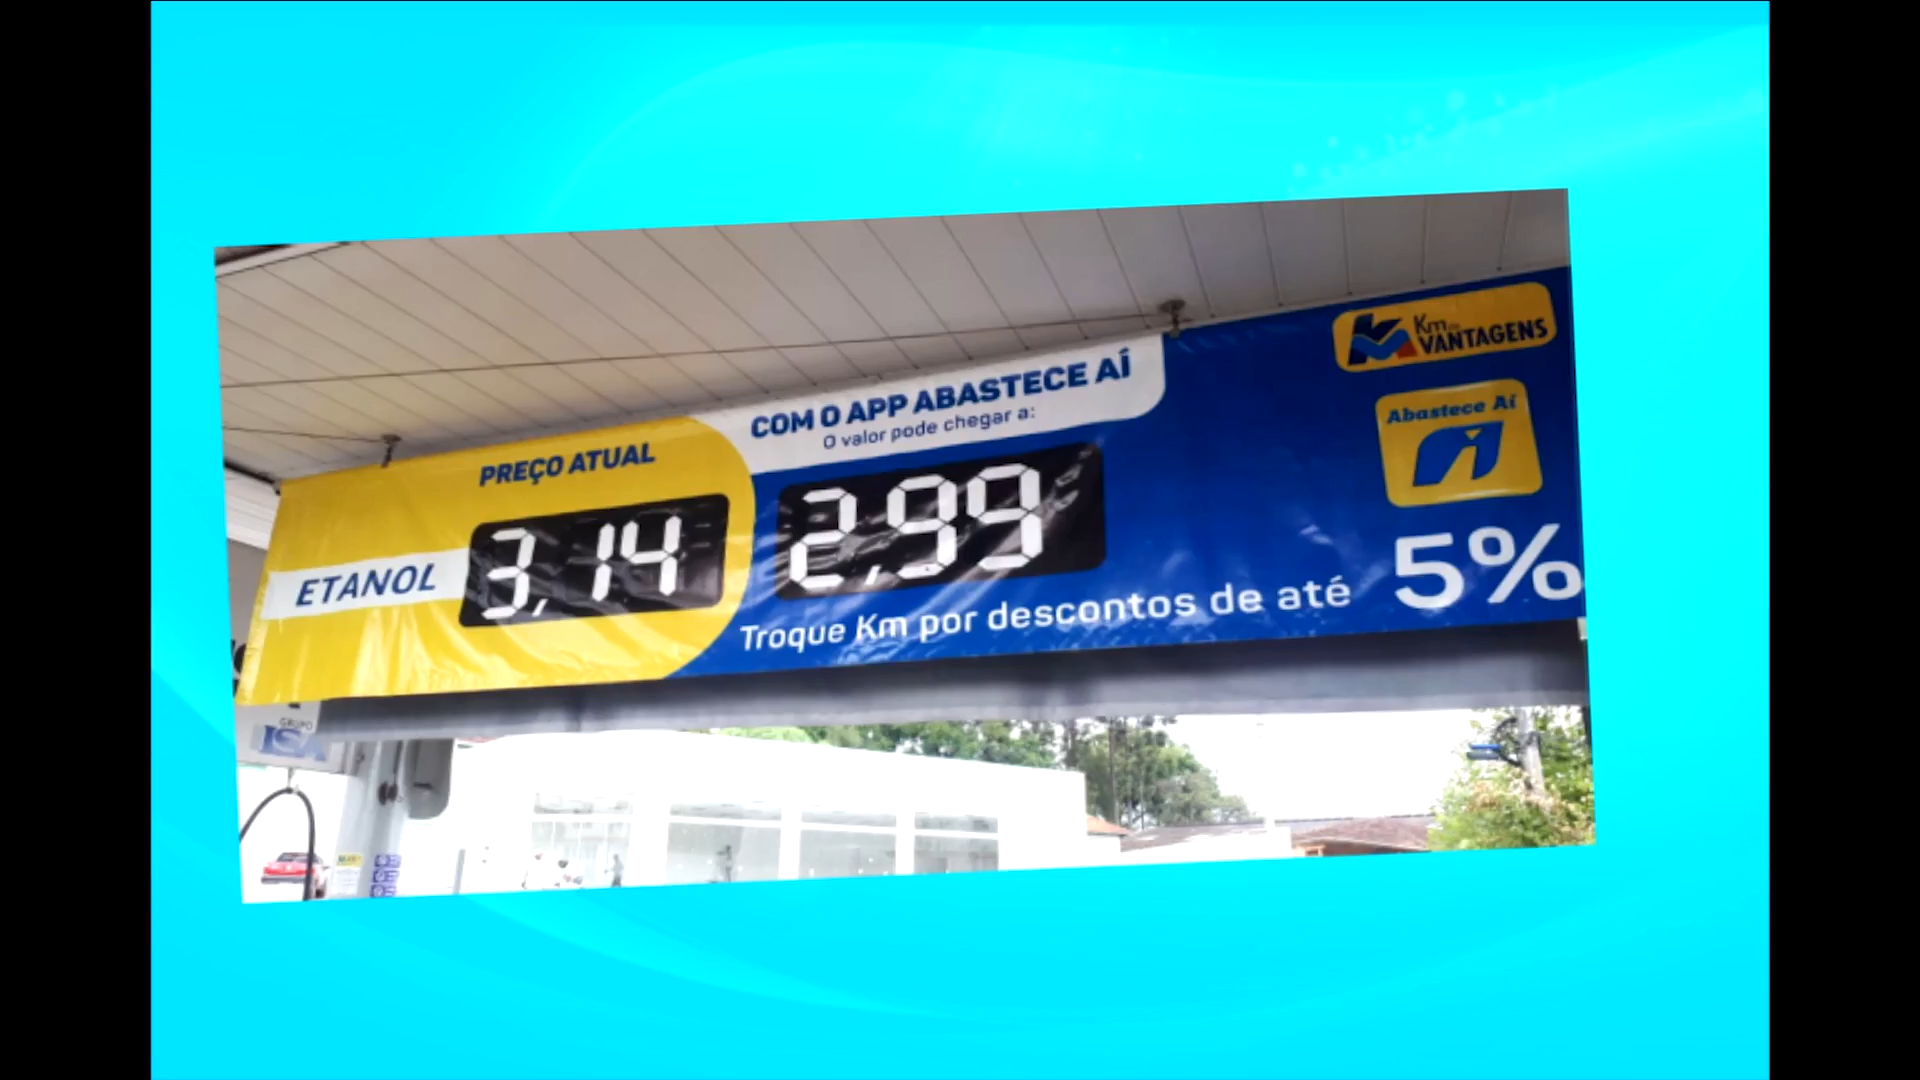 Km de
VANTAGENS
COM O APP ABASTECE AÍ
O valor pode chegar a:
Abastece Aí
PREÇO ATUAL
ETANOL
3,14
2,99
Troque Km por descontos de até 5%
GRUPO